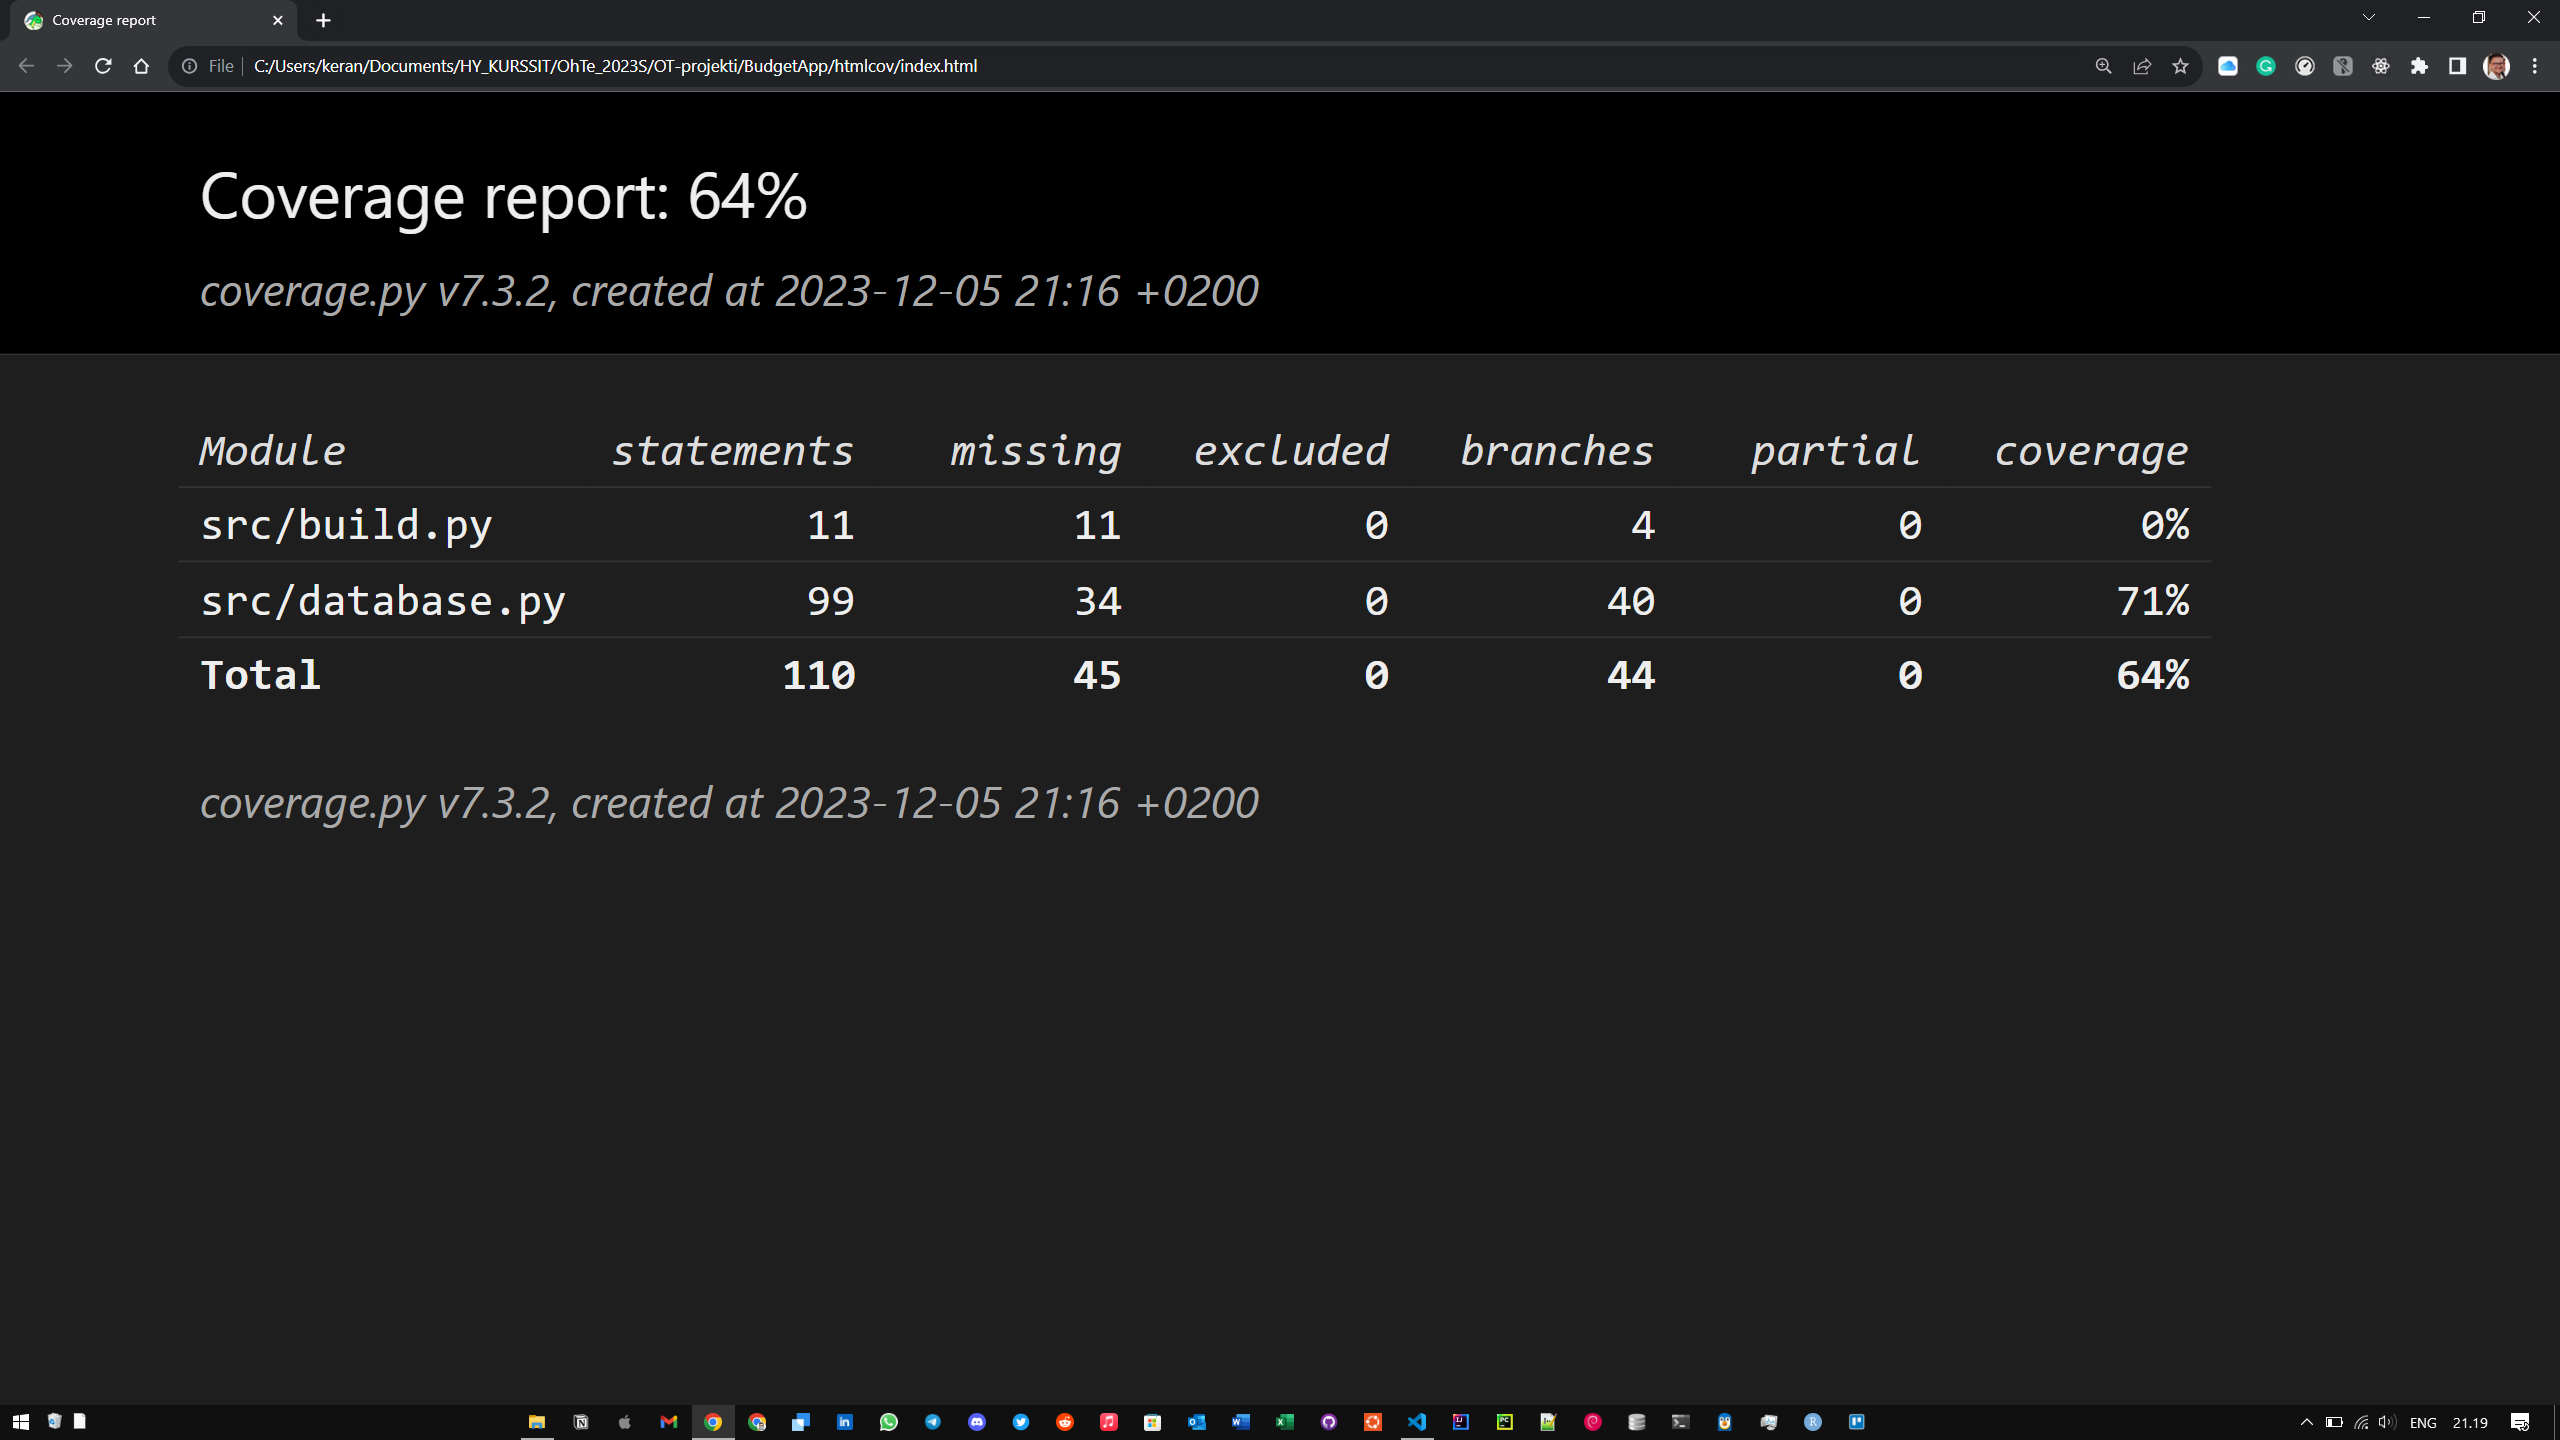 Coverage report
File
C:/Users/keran/Documents/HY_KURSSIT/OhTe_2023S/OT-projekti/BudgetApp/htmlcov/index.html
Coverage report: 64%
coverage.py v7.3.2, created at 2023-12-05 21:16 +0200
Module statements missing excluded branches partial coverage
src/build.py 11 11 0 4 0 0%
src/database.py 99 34 0 40 0 71%
Total 110 45 0 44 0 64%
coverage.py v7.3.2, created at 2023-12-05 21:16 +0200
ENG 21.19